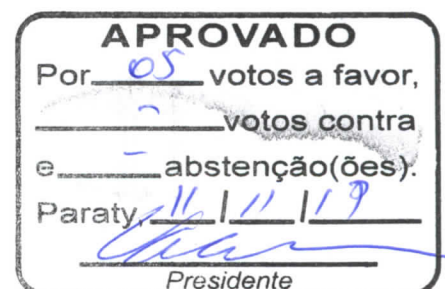 APROVADO
Por 05 votos a favor,
- votos contra
e - abstenção(ões).
Paraty, 11 / 11 / 19
Presidente